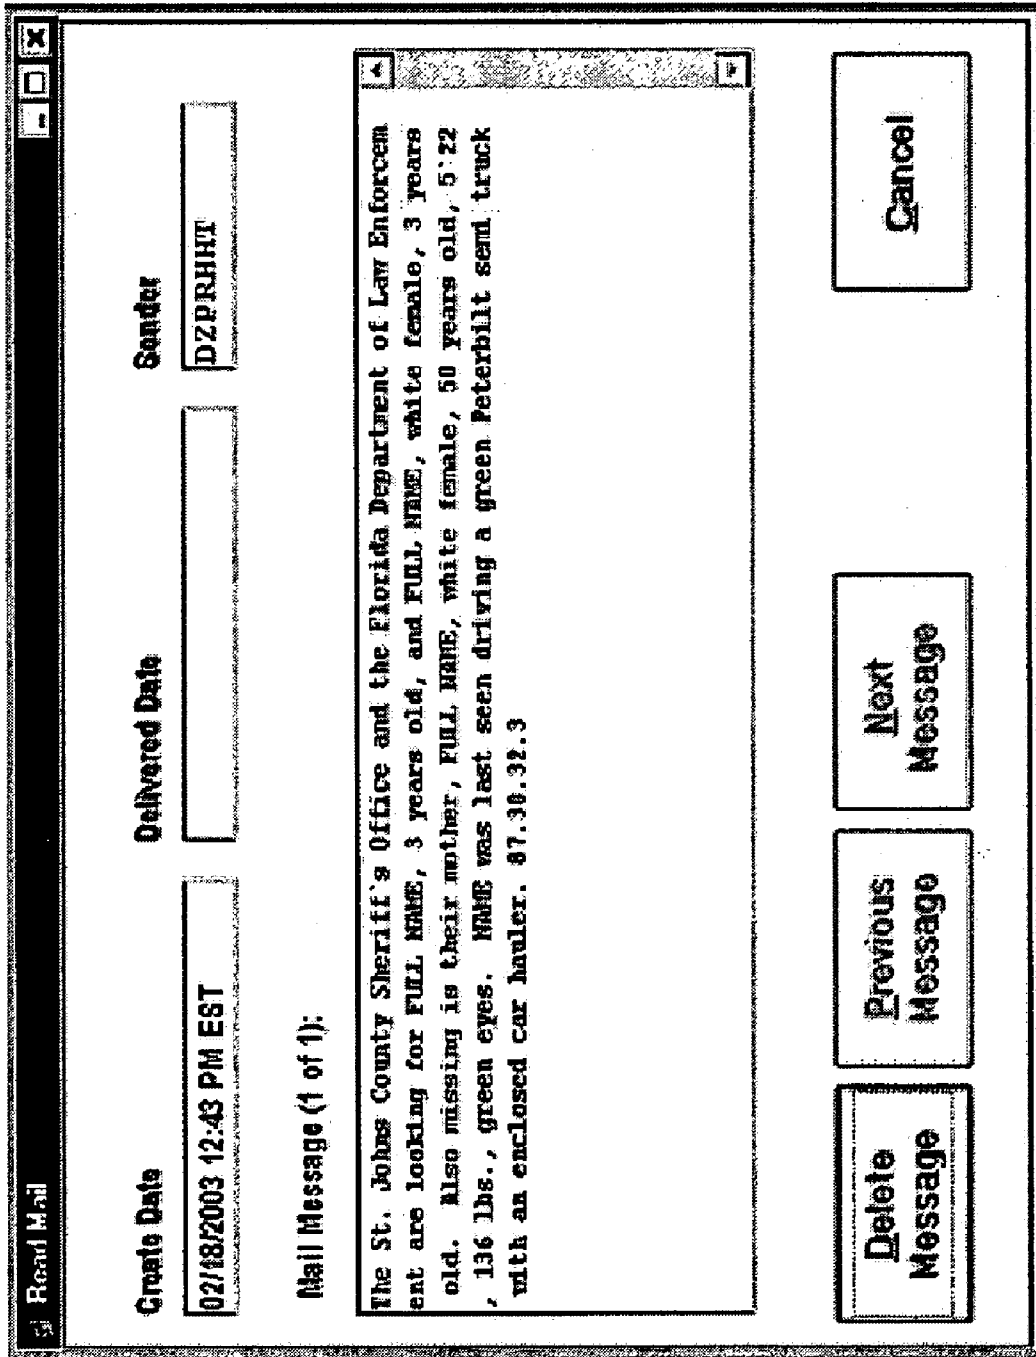 Read Mail
Create Date
Delivered Date
Sender
02/18/2003 12:43 PM EST
DZPRHHT
Mail Message (1 of 1):
The St. Johns County Sheriff's Office and the Florida Department of Law Enforcem
ent are looking for FULL NAME, 3 years old, and FULL NAME, white female, 3 years
old. Also missing is their mother, FULL NAME, white female, 50 years old, 5'22
, 136 lbs., green eyes. NAME was last seen driving a green Peterbilt semi truck
with an enclosed car hauler. 87.30.32.3
Delete
Message
Previous
Message
Next
Message
Cancel